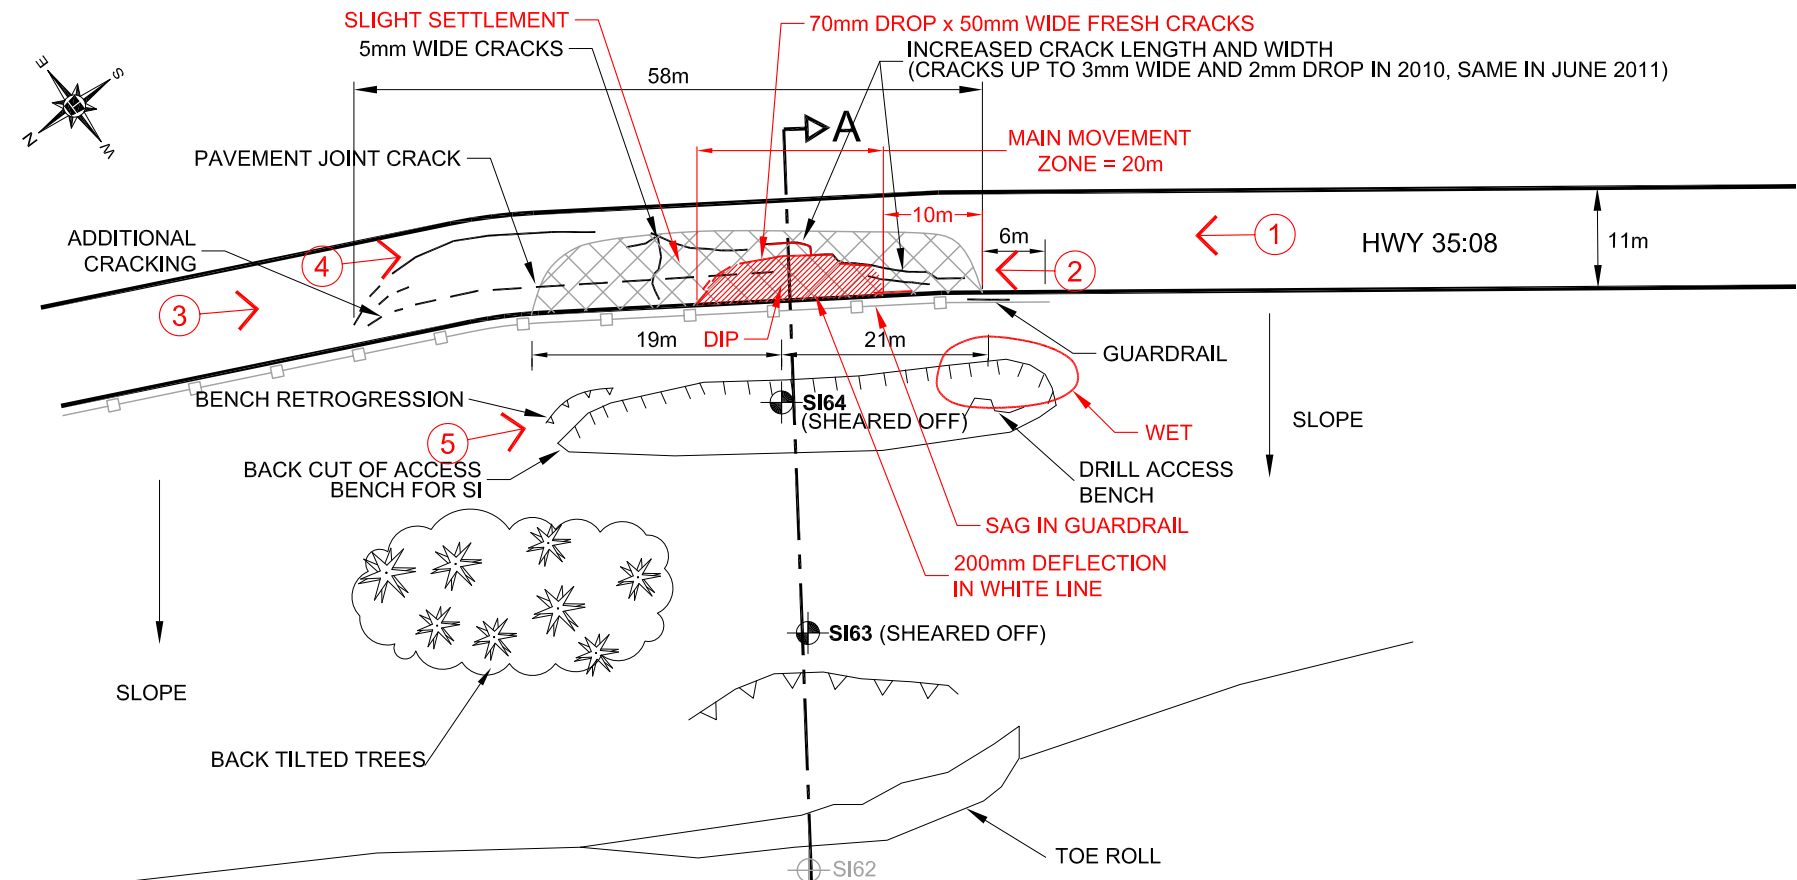 SLIGHT SETTLEMENT
70mm DROP x 50mm WIDE FRESH CRACKS
5mm WIDE CRACKS
INCREASED CRACK LENGTH AND WIDTH
(CRACKS UP TO 3mm WIDE AND 2mm DROP IN 2010, SAME IN JUNE 2011)
58m
E
S
N
W
A
MAIN MOVEMENT
ZONE = 20m
PAVEMENT JOINT CRACK
10m
6m
1
HWY 35:08
11m
ADDITIONAL
CRACKING
4
2
3
19m
DIP
21m
GUARDRAIL
BENCH RETROGRESSION
SI64
(SHEARED OFF)
SLOPE
5
WET
BACK CUT OF ACCESS
BENCH FOR SI
DRILL ACCESS
BENCH
SAG IN GUARDRAIL
200mm DEFLECTION
IN WHITE LINE
SI63 (SHEARED OFF)
SLOPE
BACK TILTED TREES
TOE ROLL
SI62